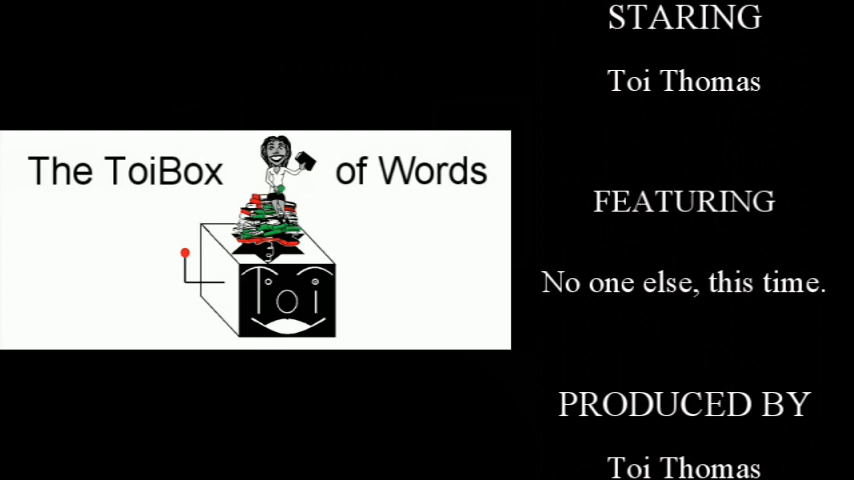 The ToiBox of Words
Toi
STARING
Toi Thomas
FEATURING
No one else, this time.
PRODUCED BY
Toi Thomas